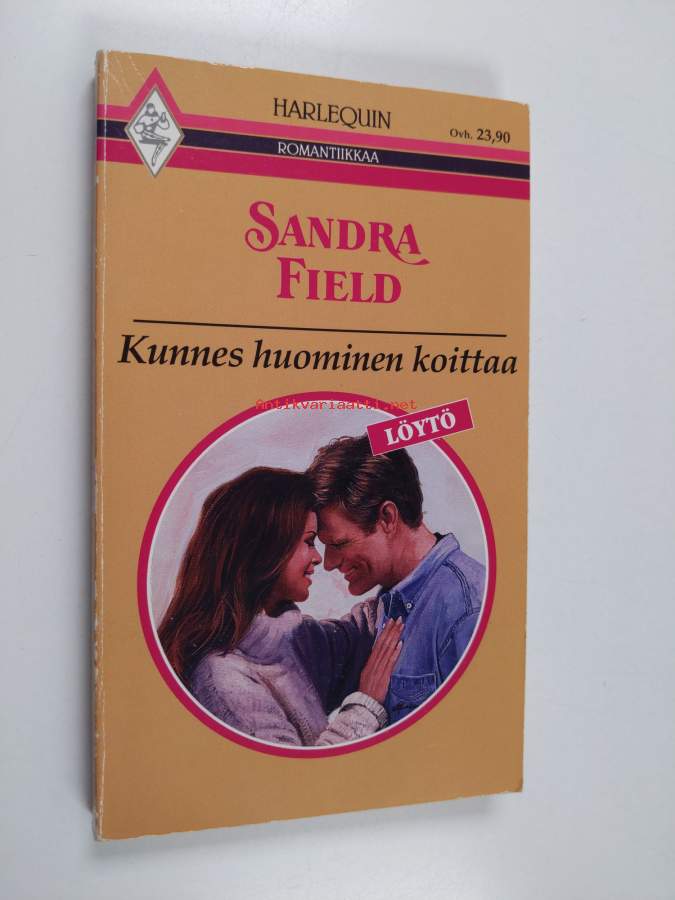 HARLEQUIN
Ovh. 23,90
ROMANTIIKKAA
SANDRA
FIELD
Kunnes huominen koittaa
Antikvariaatti.net
LÖYTÖ